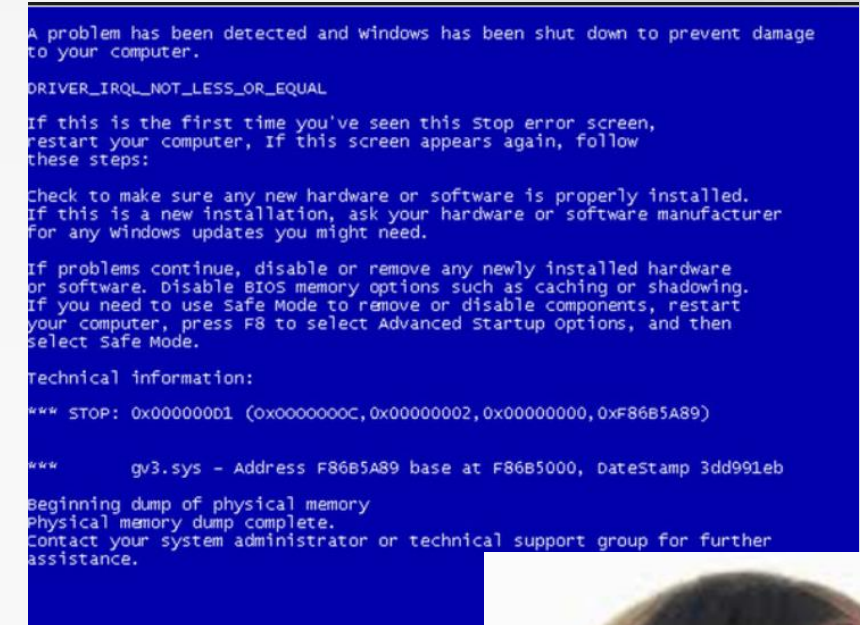 A problem has been detected and Windows has been shut down to prevent damage
to your computer.
DRIVER_IRQL_NOT_LESS_OR_EQUAL
If this is the first time you've seen this Stop error screen,
restart your computer, If this screen appears again, follow
these steps:
Check to make sure any new hardware or software is properly installed.
If this is a new installation, ask your hardware or software manufacturer
for any Windows updates you might need.
If problems continue, disable or remove any newly installed hardware
or software. Disable BIOS memory options such as caching or shadowing.
If you need to use Safe Mode to remove or disable components, restart
your computer, press F8 to select Advanced Startup Options, and then
select Safe Mode.
Technical information:
*** STOP: 0x000000D1 (0x0000000C,0x00000002,0x00000000,0xF86B5A89)
*** gv3.sys - Address F86B5A89 base at F86B5000, DateStamp 3dd991eb
Beginning dump of physical memory
Physical memory dump complete.
Contact your system administrator or technical support group for further
assistance.